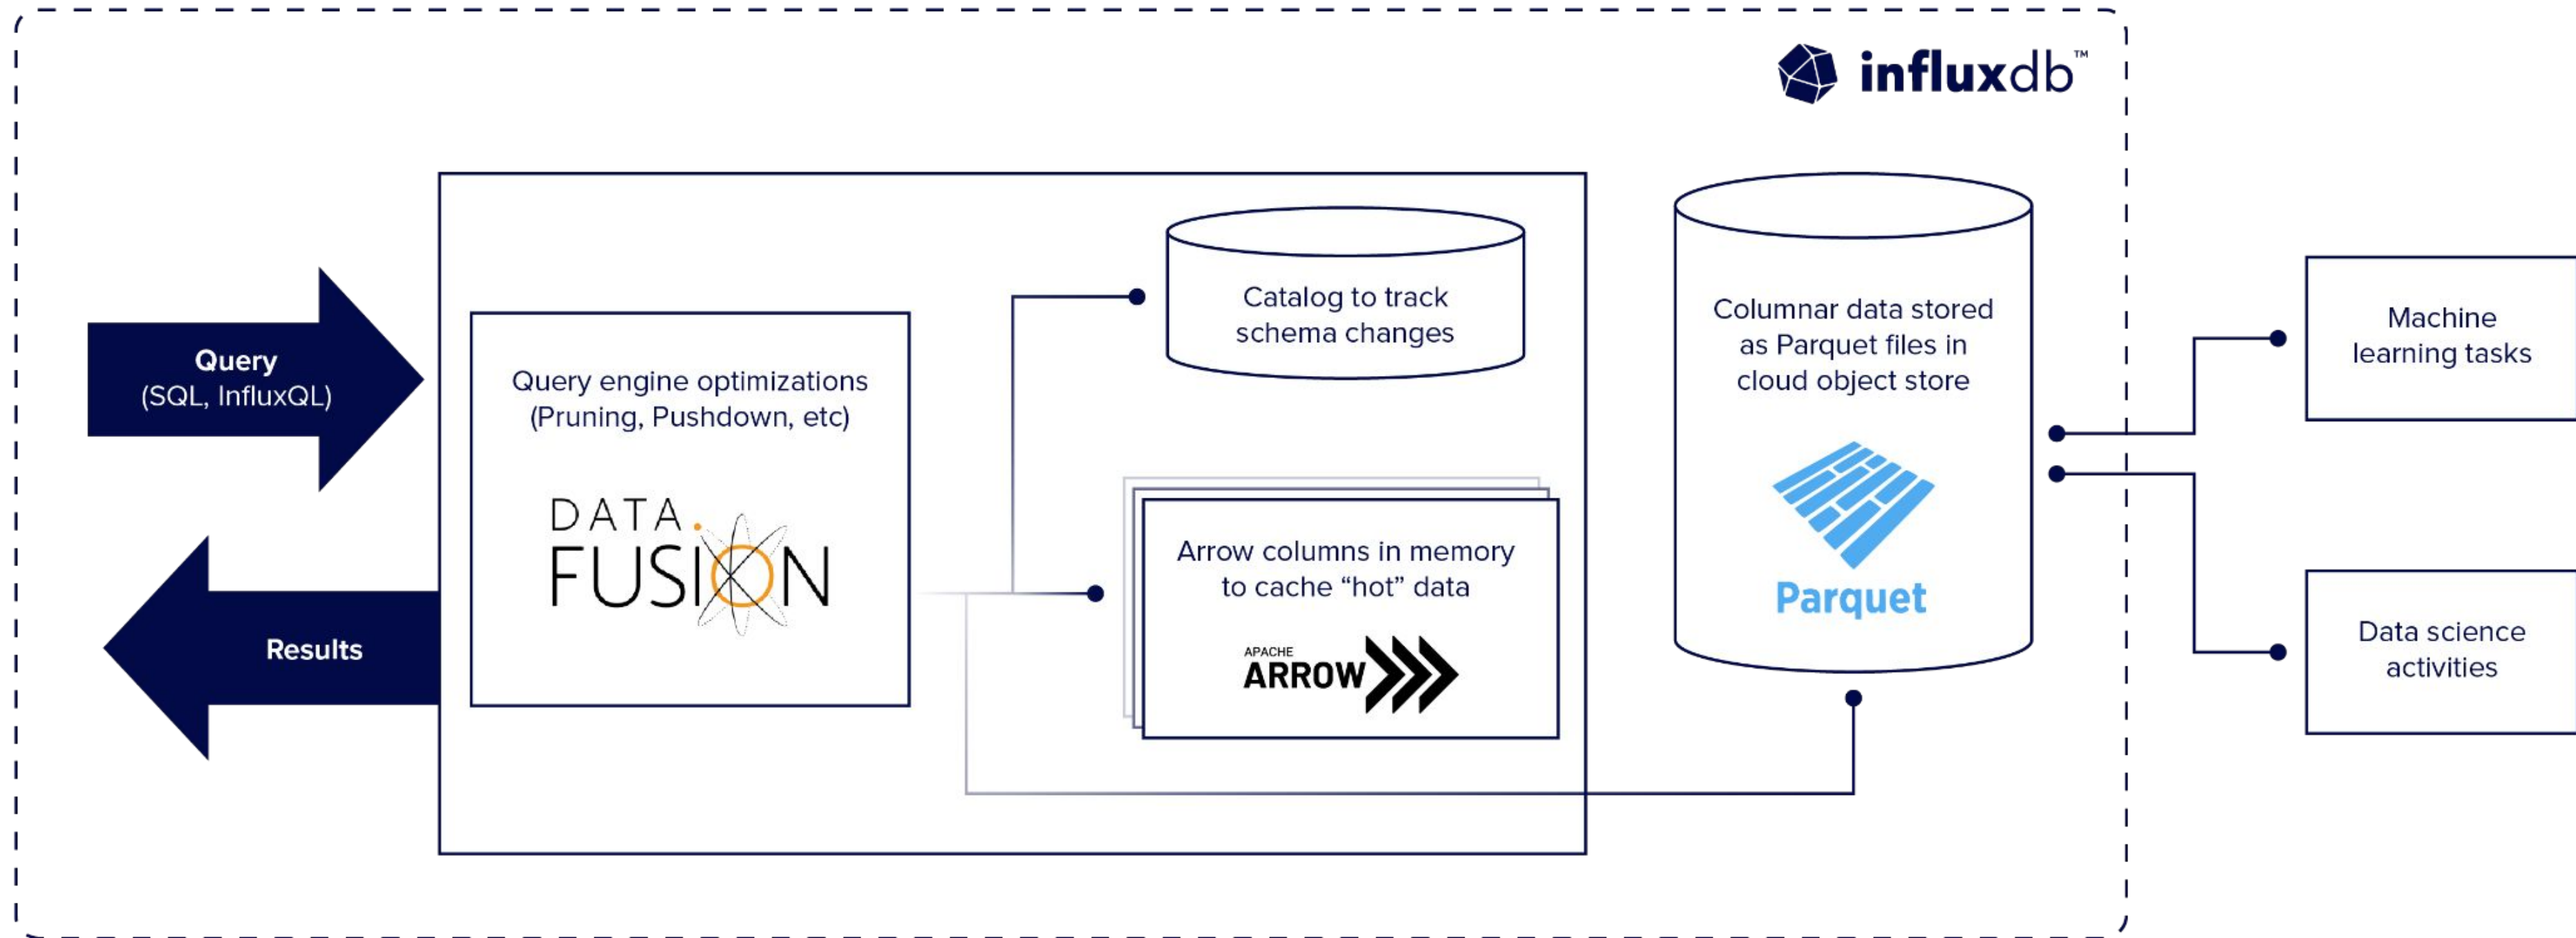 influxdb™
Query
(SQL, InfluxQL)
Results
Query engine optimizations
(Pruning, Pushdown, etc)
DATA
FUSION
Catalog to track
schema changes
Arrow columns in memory
to cache “hot” data
APACHE
ARROW
Columnar data stored
as Parquet files in
cloud object store
Parquet
Machine
learning tasks
Data science
activities